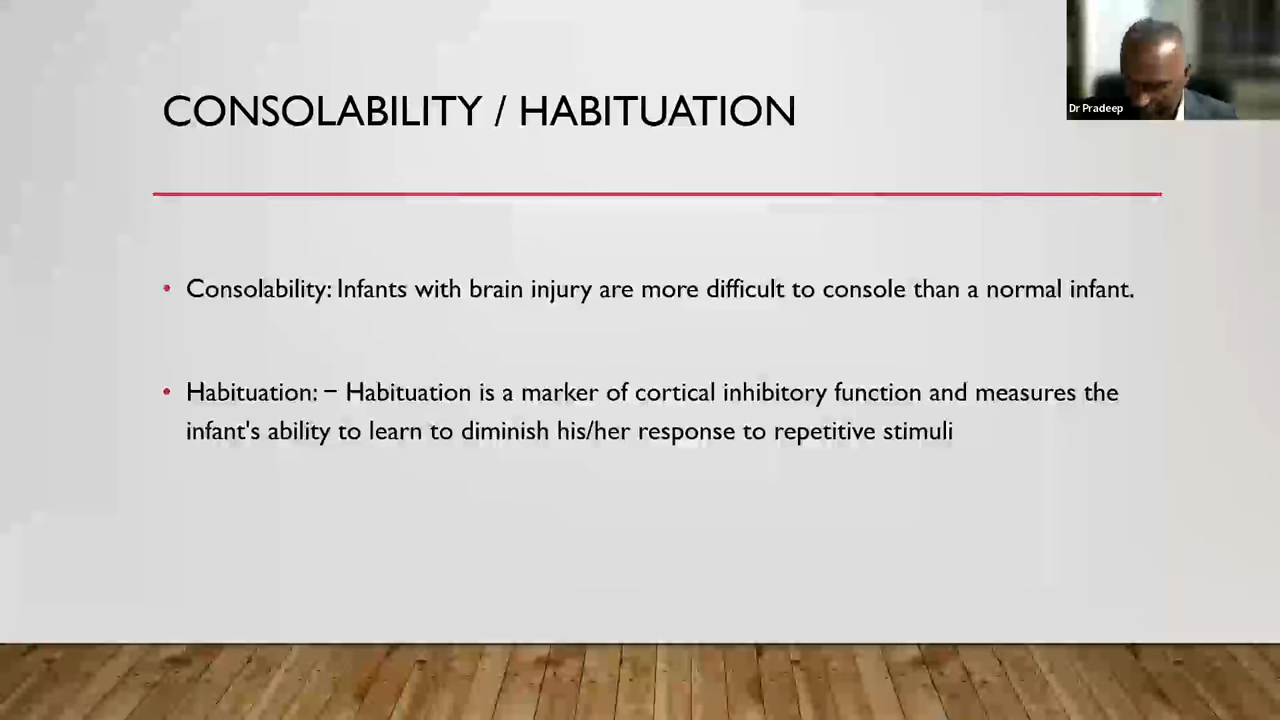 CONSOLABILITY / HABITUATION
Dr Pradeep
• Consolability: Infants with brain injury are more difficult to console than a normal infant.
• Habituation: − Habituation is a marker of cortical inhibitory function and measures the
infant's ability to learn to diminish his/her response to repetitive stimuli